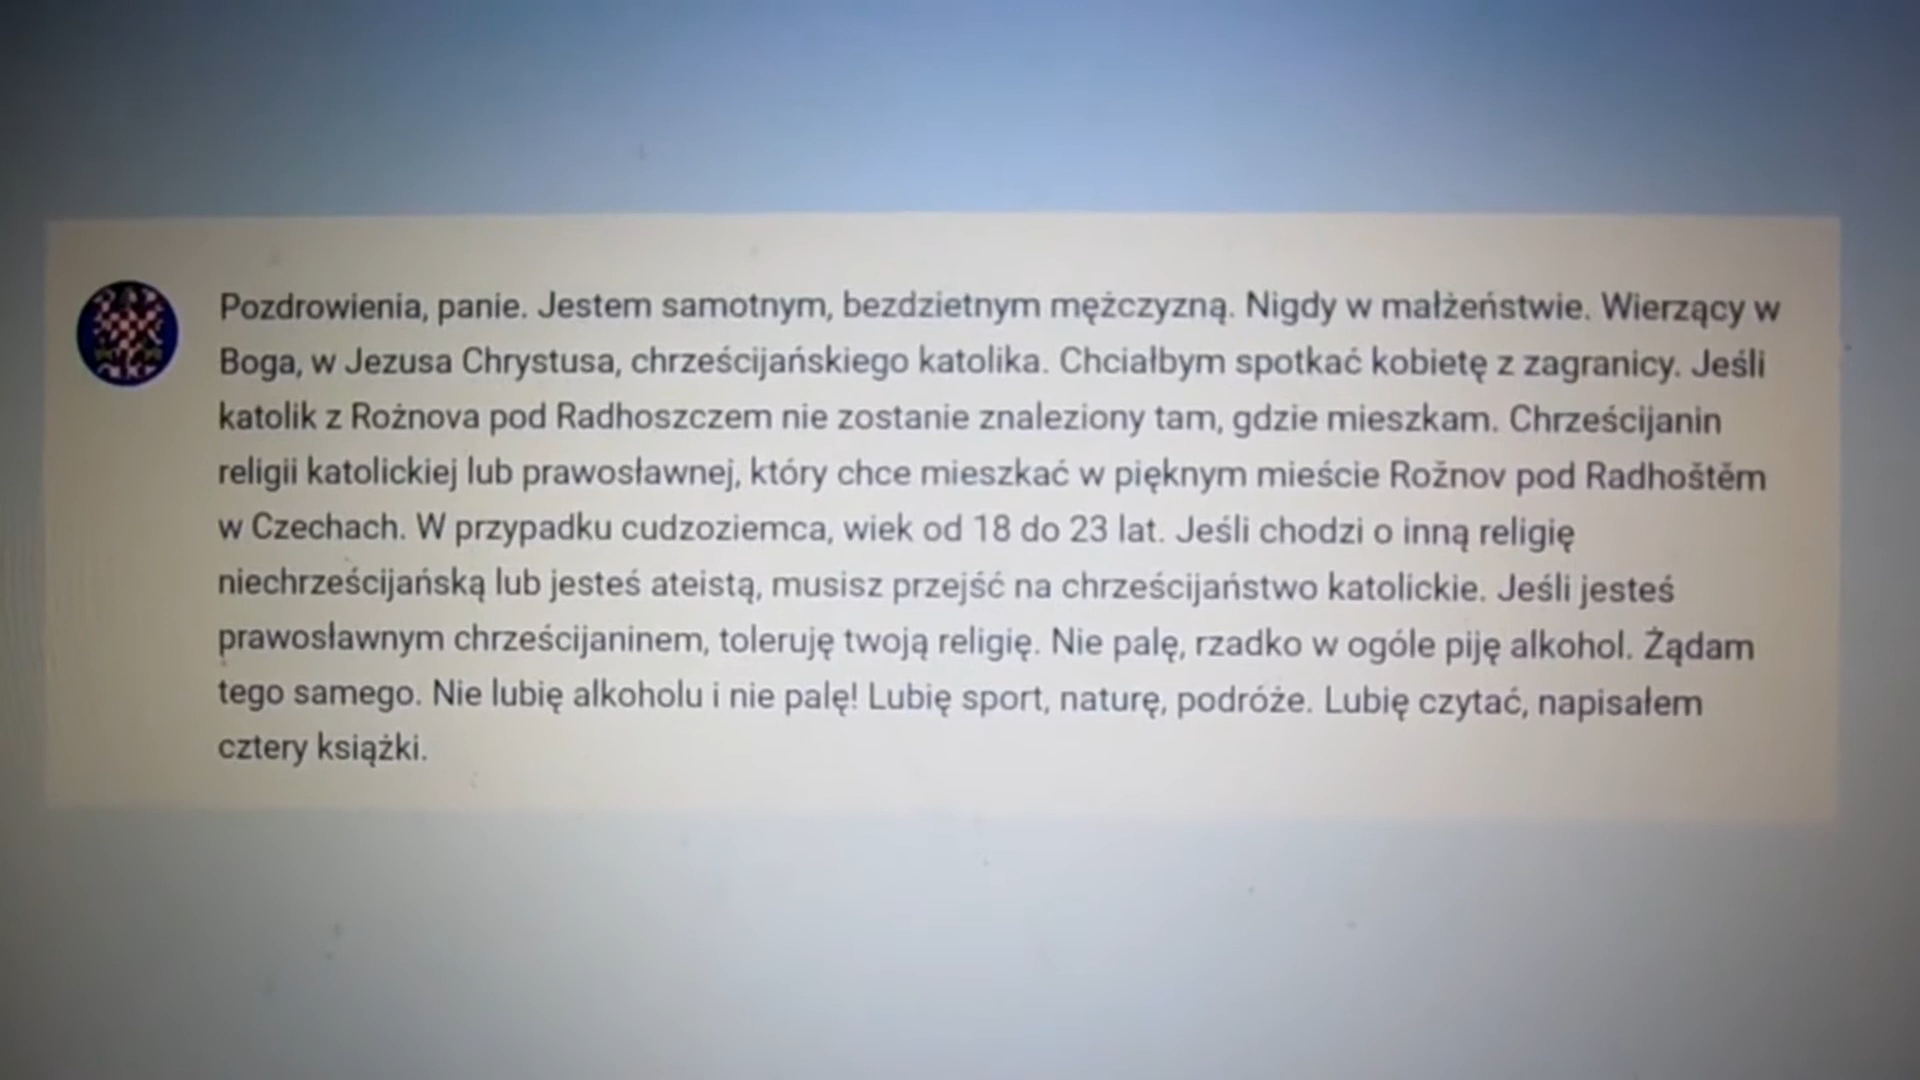 Pozdrowienia, panie. Jestem samotnym, bezdzietnym mężczyzną. Nigdy w małżeństwie. Wierzący w
Boga, w Jezusa Chrystusa, chrześcijańskiego katolika. Chciałbym spotkać kobietę z zagranicy. Jeśli
katolik z Rożnova pod Radhoszczem nie zostanie znaleziony tam, gdzie mieszkam. Chrześcijanin
religii katolickiej lub prawosławnej, który chce mieszkać w pięknym mieście Rožnov pod Radhoštěm
w Czechach. W przypadku cudzoziemca, wiek od 18 do 23 lat. Jeśli chodzi o inną religię
niechrześcijańską lub jesteś ateistą, musisz przejść na chrześcijaństwo katolickie. Jeśli jesteś
prawosławnym chrześcijaninem, toleruję twoją religię. Nie palę, rzadko w ogóle piję alkohol. Żądam
tego samego. Nie lubię alkoholu i nie palę! Lubię sport, naturę, podróże. Lubię czytać, napisałem
cztery książki.